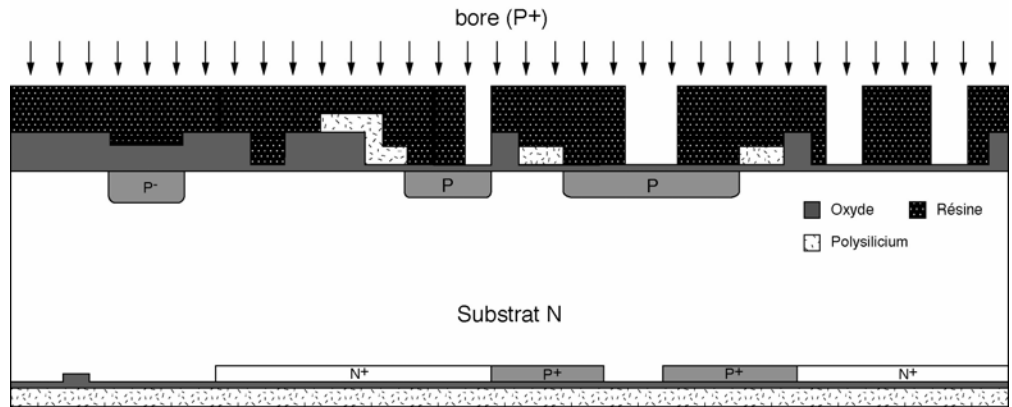 bore (P+)
P-
P
P
Oxyde
Résine
Polysilicium
Substrat N
N+
P+
P+
N+